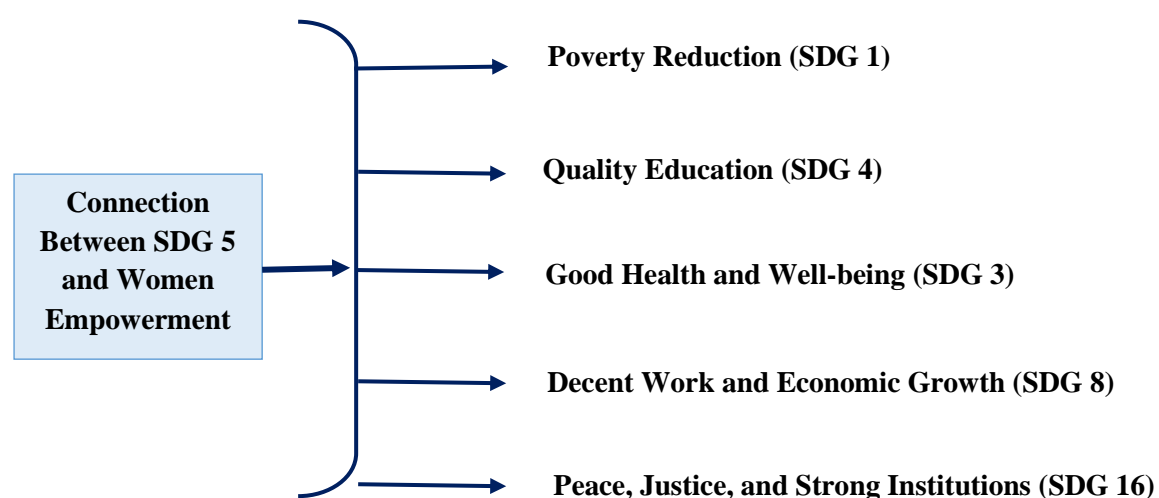 Poverty Reduction (SDG 1)
Quality Education (SDG 4)
Connection
Between SDG 5
and Women
Empowerment
Good Health and Well-being (SDG 3)
Decent Work and Economic Growth (SDG 8)
Peace, Justice, and Strong Institutions (SDG 16)